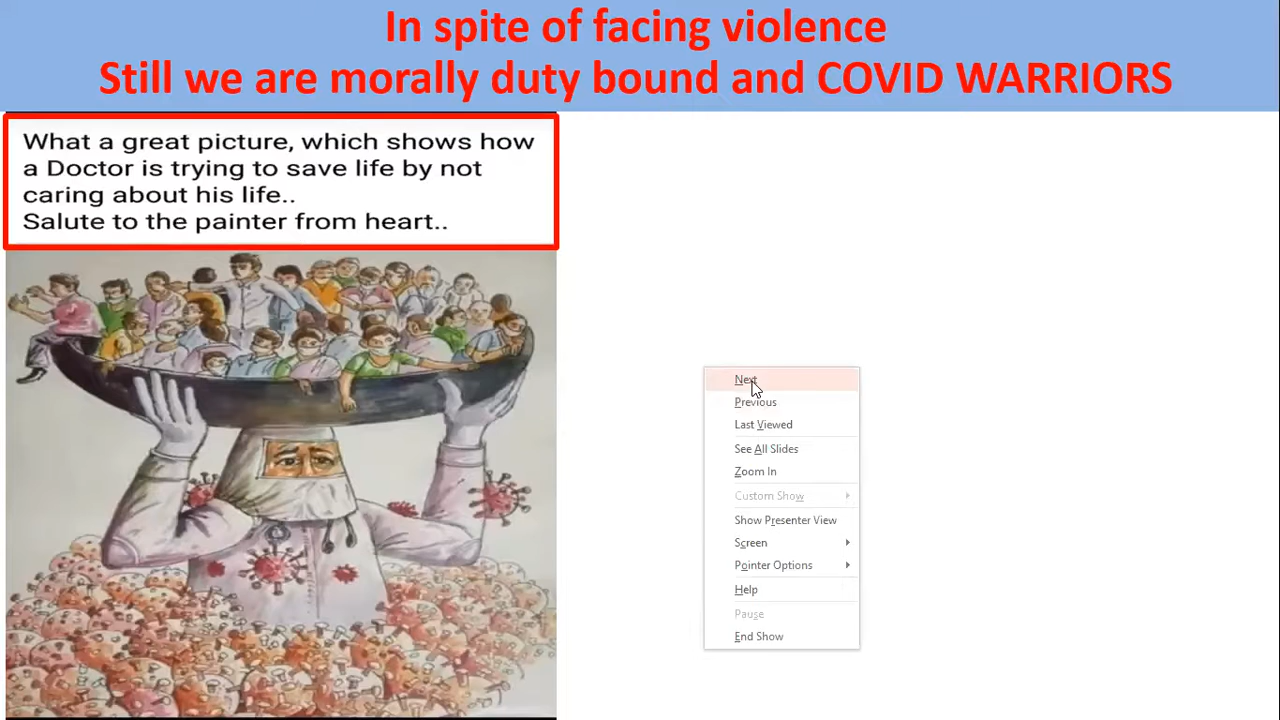 In spite of facing violence
Still we are morally duty bound and COVID WARRIORS
What a great picture, which shows how
a Doctor is trying to save life by not
caring about his life..
Salute to the painter from heart..
Next
Previous
Last Viewed
See All Slides
Zoom In
Custom Show
Show Presenter View
Screen
Pointer Options
Help
Pause
End Show